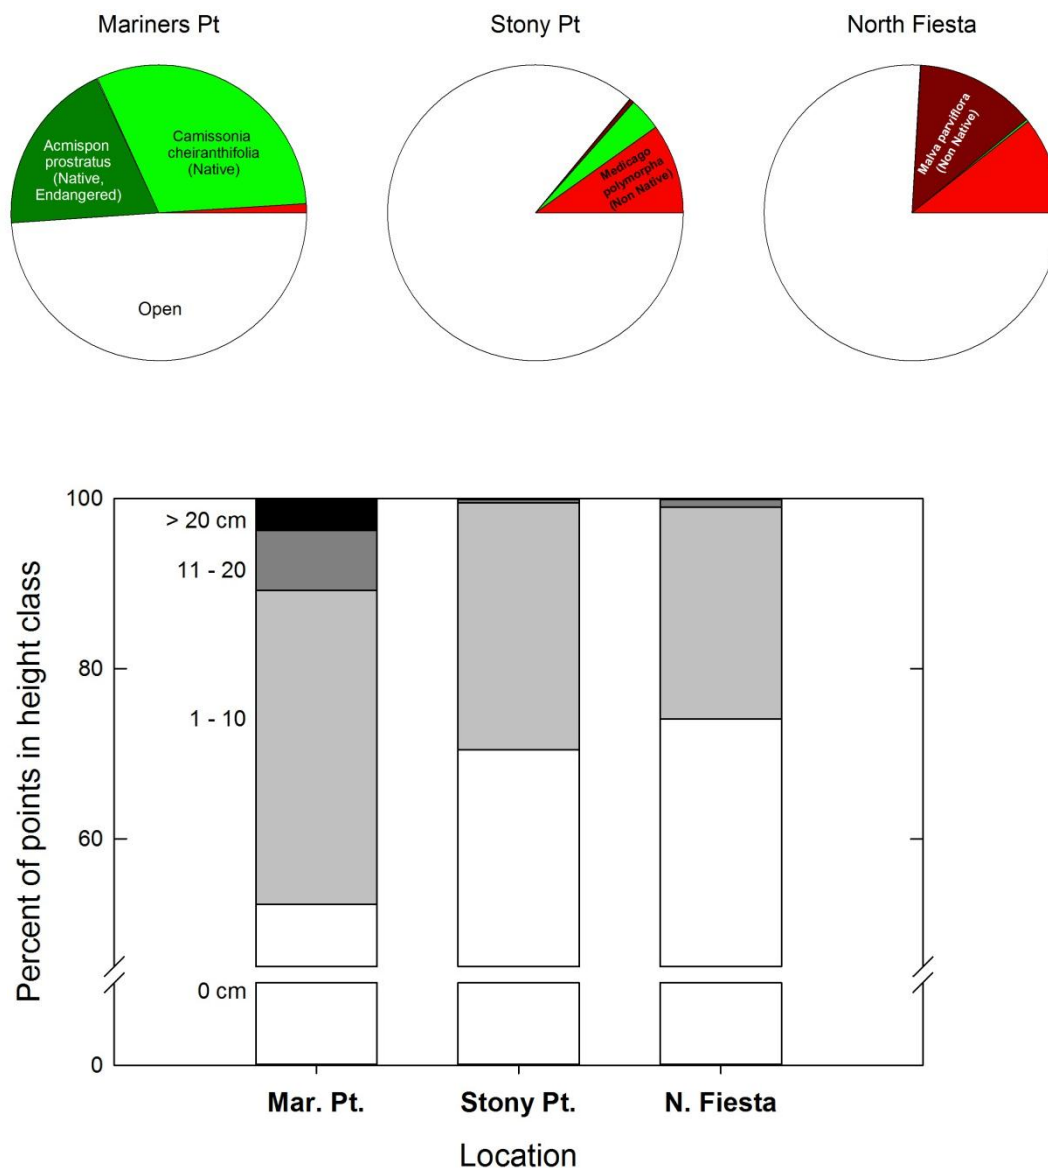 Mariners Pt
Stony Pt
North Fiesta
Acmispon
prostratus
(Native,
Endangered)
Camissonia
cheiranthifolia
(Native)
Open
Medicago
polymorpha
(Non Native)
Malva parviflora
(Non Native)
Percent of points in height class
100
80
60
0
> 20 cm
11 - 20
1 - 10
0 cm
Mar. Pt.
Stony Pt.
N. Fiesta
Location